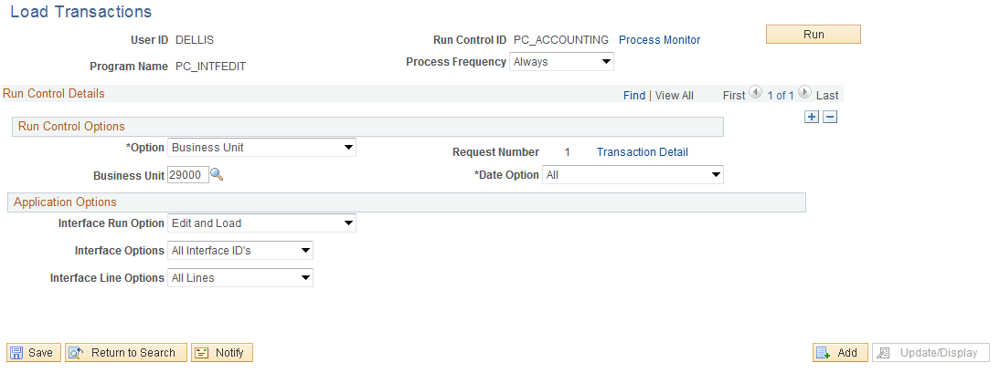 Load Transactions
User ID DELLIS Run Control ID PC_ACCOUNTING Process Monitor Run
Program Name PC_INTFEDIT Process Frequency Always
Run Control Details Find | View All First 1 of 1 Last
Run Control Options
*Option Business Unit Request Number 1 Transaction Detail
Business Unit 29000 *Date Option All
Application Options
Interface Run Option Edit and Load
Interface Options All Interface ID's
Interface Line Options All Lines
Save Return to Search Notify Add Update/Display